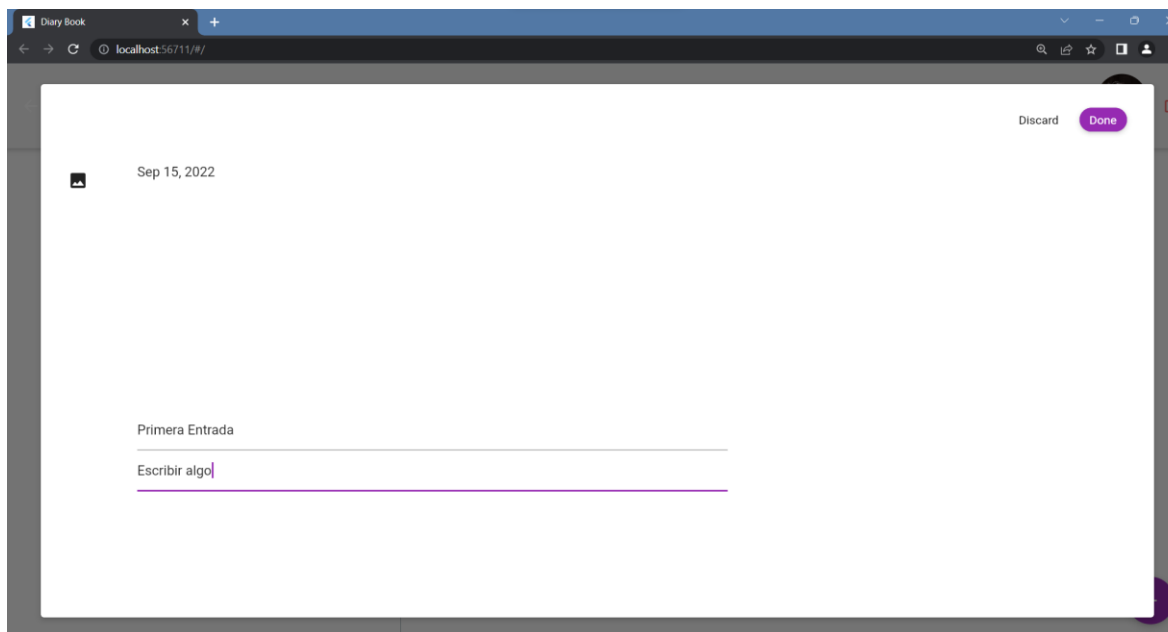 Diary Book
localhost:56711/#/
Discard
Done
Sep 15, 2022
Primera Entrada
Escribir algo